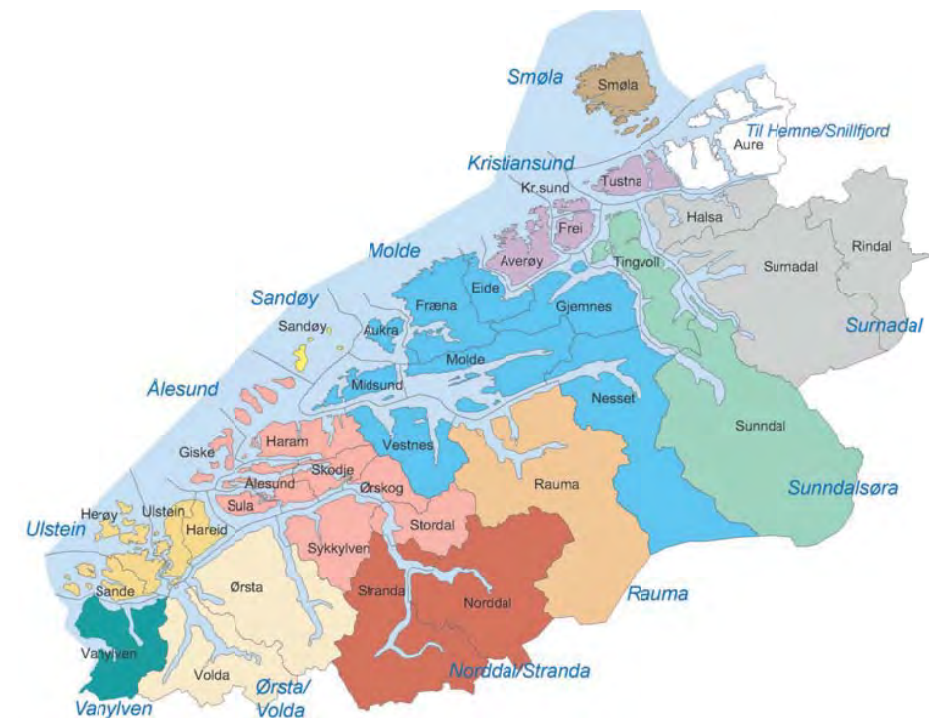 Smøla
Smøla
Til Hemne/Snillfjord
Aure
Kristiansund
Kr.sund
Tustna
Halsa
Frei
Rindal
Averøy
Tingvoll
Surnadal
Molde
Eide
Fræna
Gjemnes
Sandøy
Sandøy
Aukra
Surnadal
Molde
Ålesund
Midsund
Nesset
Sunndal
Haram
Vestnes
Giske
Skodje
Ålesund
Ørskog
Rauma
Sunndalsøra
Sula
Herøy
Ulstein
Ulstein
Hareid
Stordal
Sykkylven
Sande
Ørsta
Stranda
Norddal
Rauma
Vanylven
Volda
Norddal/Stranda
Ørsta/
Volda
Vanylven